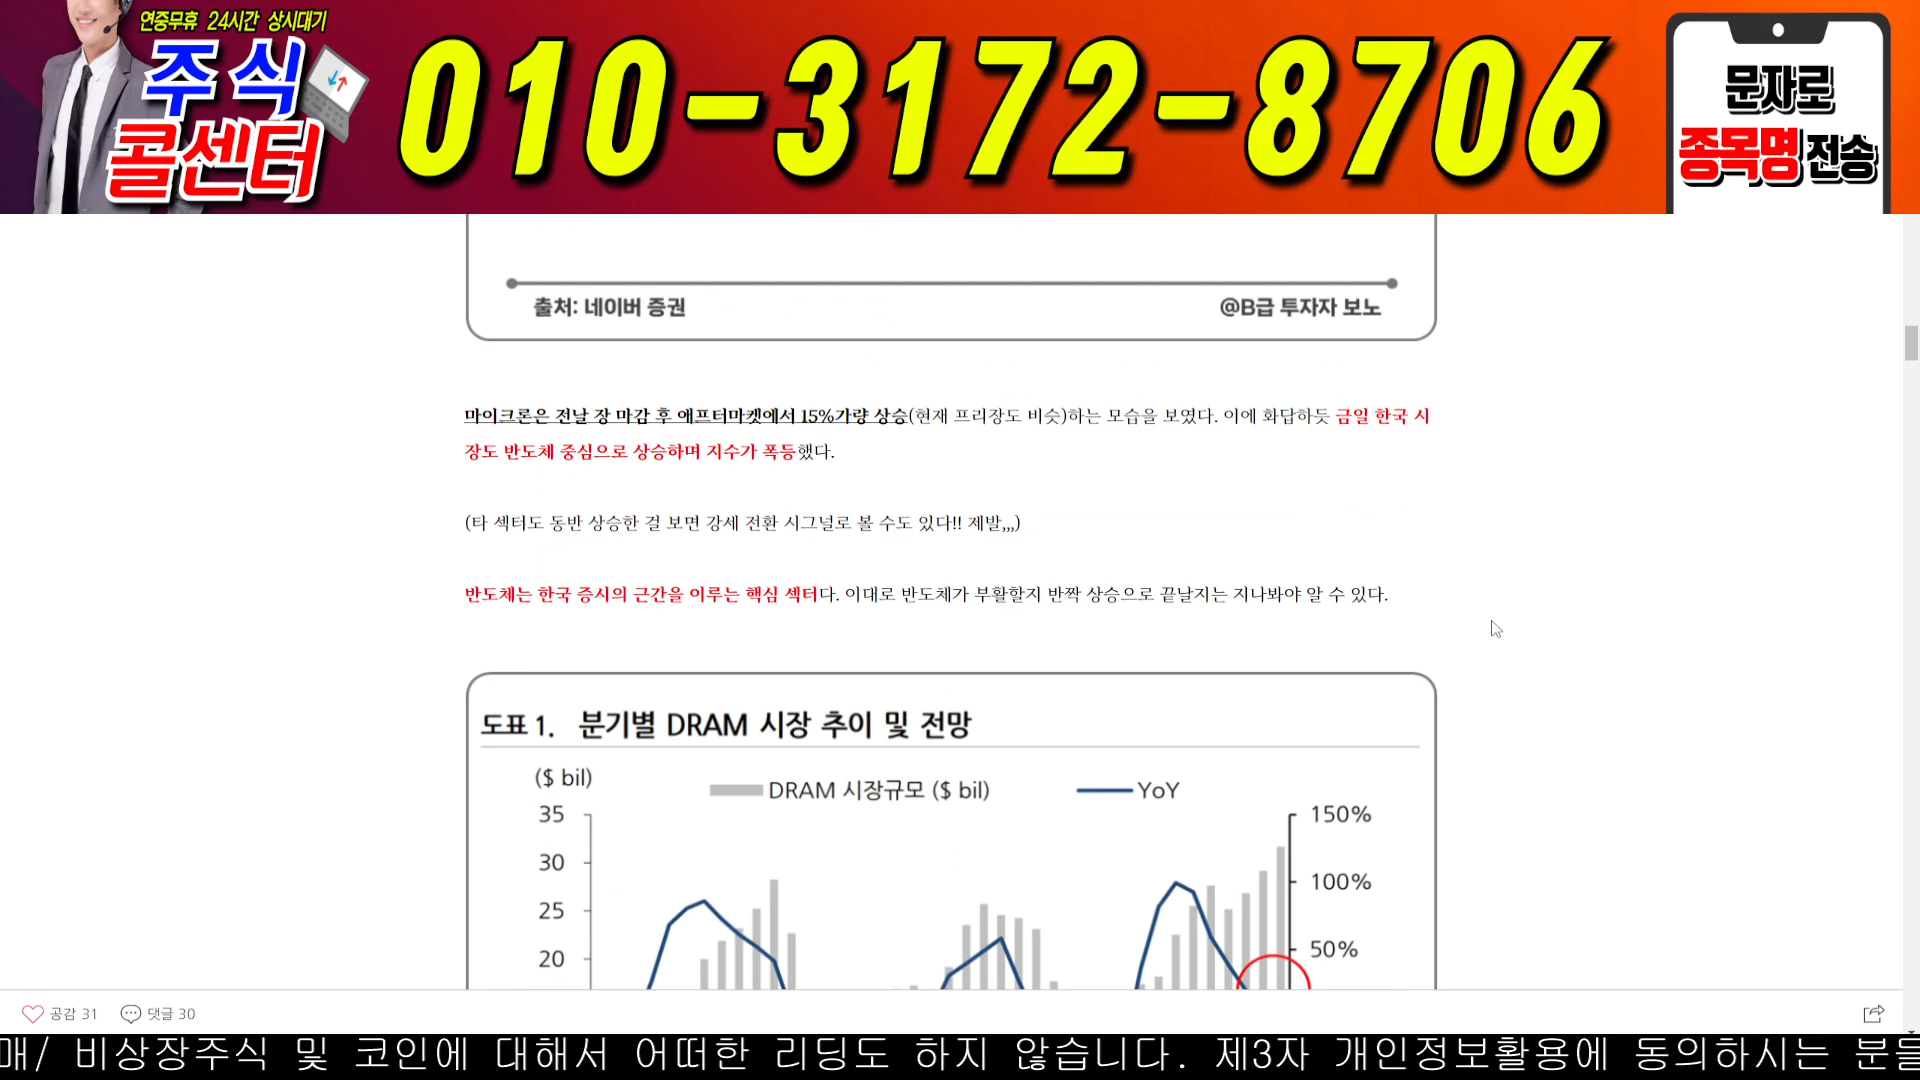 연중무휴 24시간 상시대기
주식
콜센터
010-3172-8706
문자로
종목명 전송
출처: 네이버 증권
@B급 투자자 보노
마이크론은 전날 장 마감 후 애프터마켓에서 15%가량 상승(현재 프리장도 비슷)하는 모습을 보였다. 이에 화답하듯 금일 한국 시
장도 반도체 중심으로 상승하며 지수가 폭등했다.
(타 섹터도 동반 상승한 걸 보면 강세 전환 시그널로 볼 수도 있다!! 제발,,,)
반도체는 한국 증시의 근간을 이루는 핵심 섹터다. 이대로 반도체가 부활할지 반짝 상승으로 끝날지는 지나봐야 알 수 있다.
도표 1. 분기별 DRAM 시장 추이 및 전망
($ bil)
DRAM 시장규모 ($ bil)
YoY
35
150%
30
100%
25
50%
20
공감 31
댓글 30
매/ 비상장주식 및 코인에 대해서 어떠한 리딩도 하지 않습니다. 제3자 개인정보활용에 동의하시는 분들